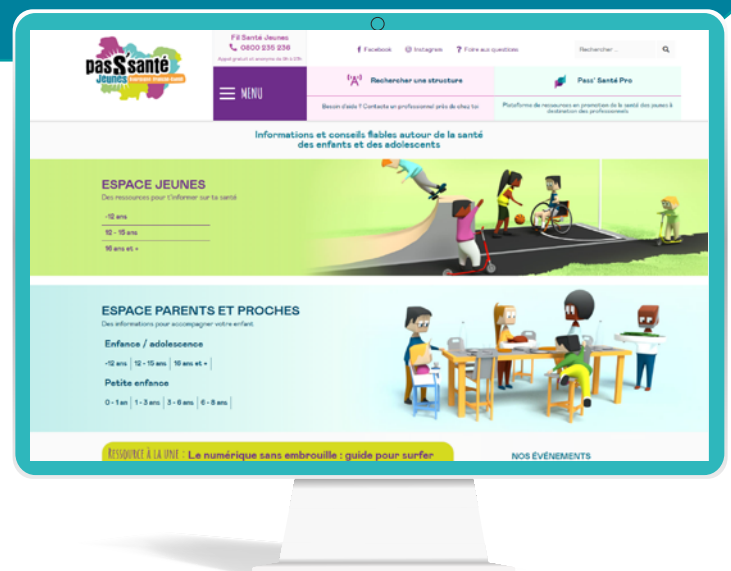 pasSsanté
Jeunes Bourgogne Franche-Comté
Fil Santé Jeunes
0800 235 236
Appel gratuit et anonyme de 9h à 23h
Facebook
Instagram
? Foire aux questions
Rechercher ...
MENU
Rechercher une structure
Besoin d'aide ? Contacte un professionnel près de chez toi
Pass' Santé Pro
Plateforme de ressources en promotion de la santé des jeunes à
destination des professionnels
Informations et conseils fiables autour de la santé
des enfants et des adolescents
ESPACE JEUNES
Des ressources pour t'informer sur ta santé
-12 ans
12 - 15 ans
16 ans et +
ESPACE PARENTS ET PROCHES
Des informations pour accompagner votre enfant.
Enfance / adolescence
-12 ans | 12 - 15 ans | 16 ans et + |
Petite enfance
0 - 1 an | 1 - 3 ans | 3 - 6 ans | 6 - 8 ans |
RESSOURCE À LA UNE : Le numérique sans embrouille : guide pour surfer
NOS ÉVÉNEMENTS